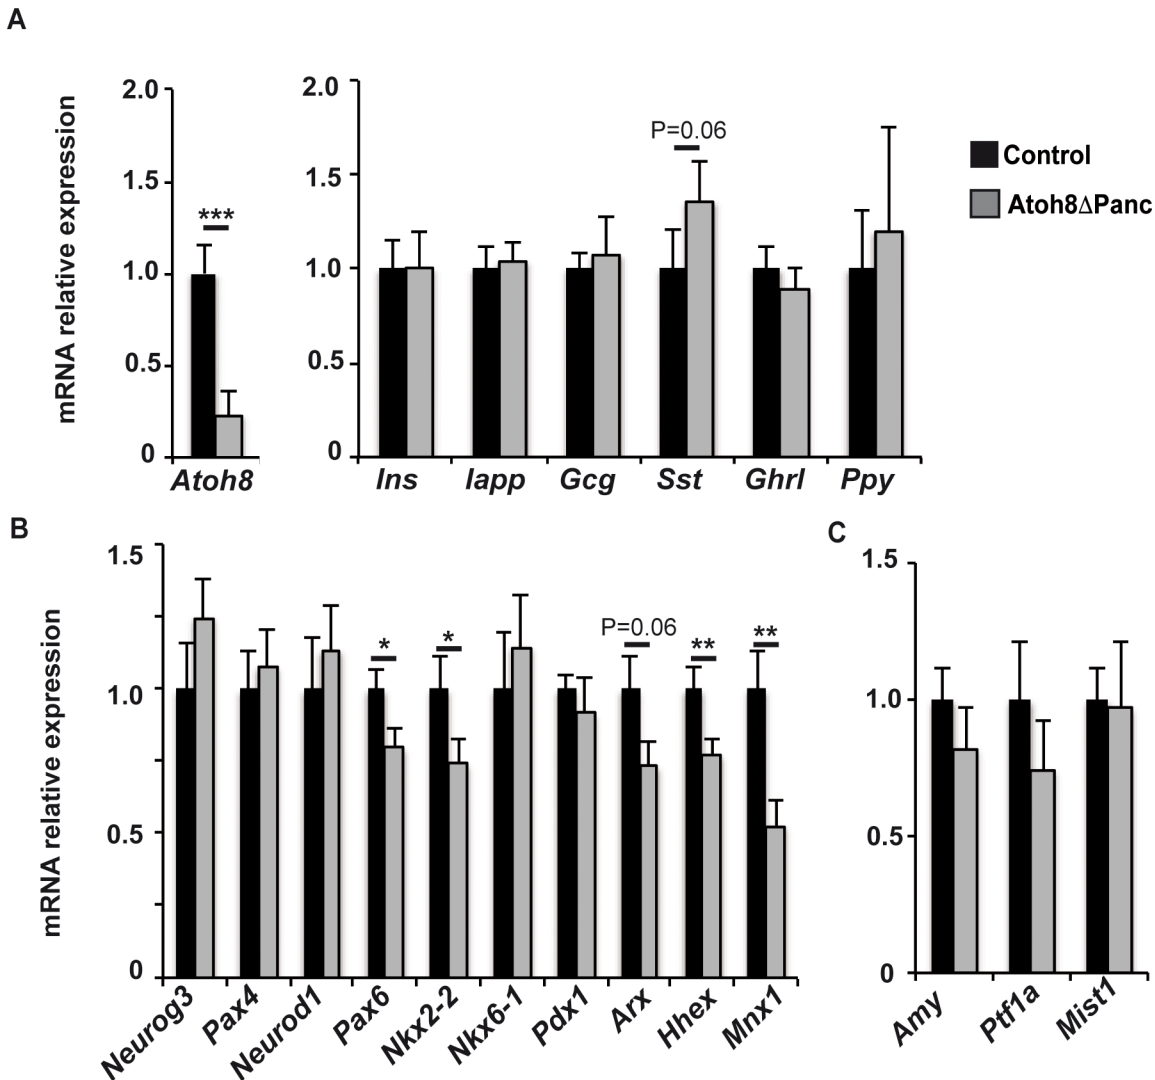 A
mRNA relative expression
2.0
1.5
1.0
0.5
0
***
Atoh8
2.0
1.5
1.0
0.5
0
P=0.06
Ins Iapp Gcg Sst Ghrl Ppy
Control
Atoh8ΔPanc
B
mRNA relative expression
1.5
1.0
0.5
0
* * P=0.06 ** **
Neurog3 Pax4 Neurod1 Pax6 Nkx2-2 Nkx6-1 Pdx1 Arx Hhex Mnx1
C
1.5
1.0
0.5
0
Amy Ptf1a Mist1